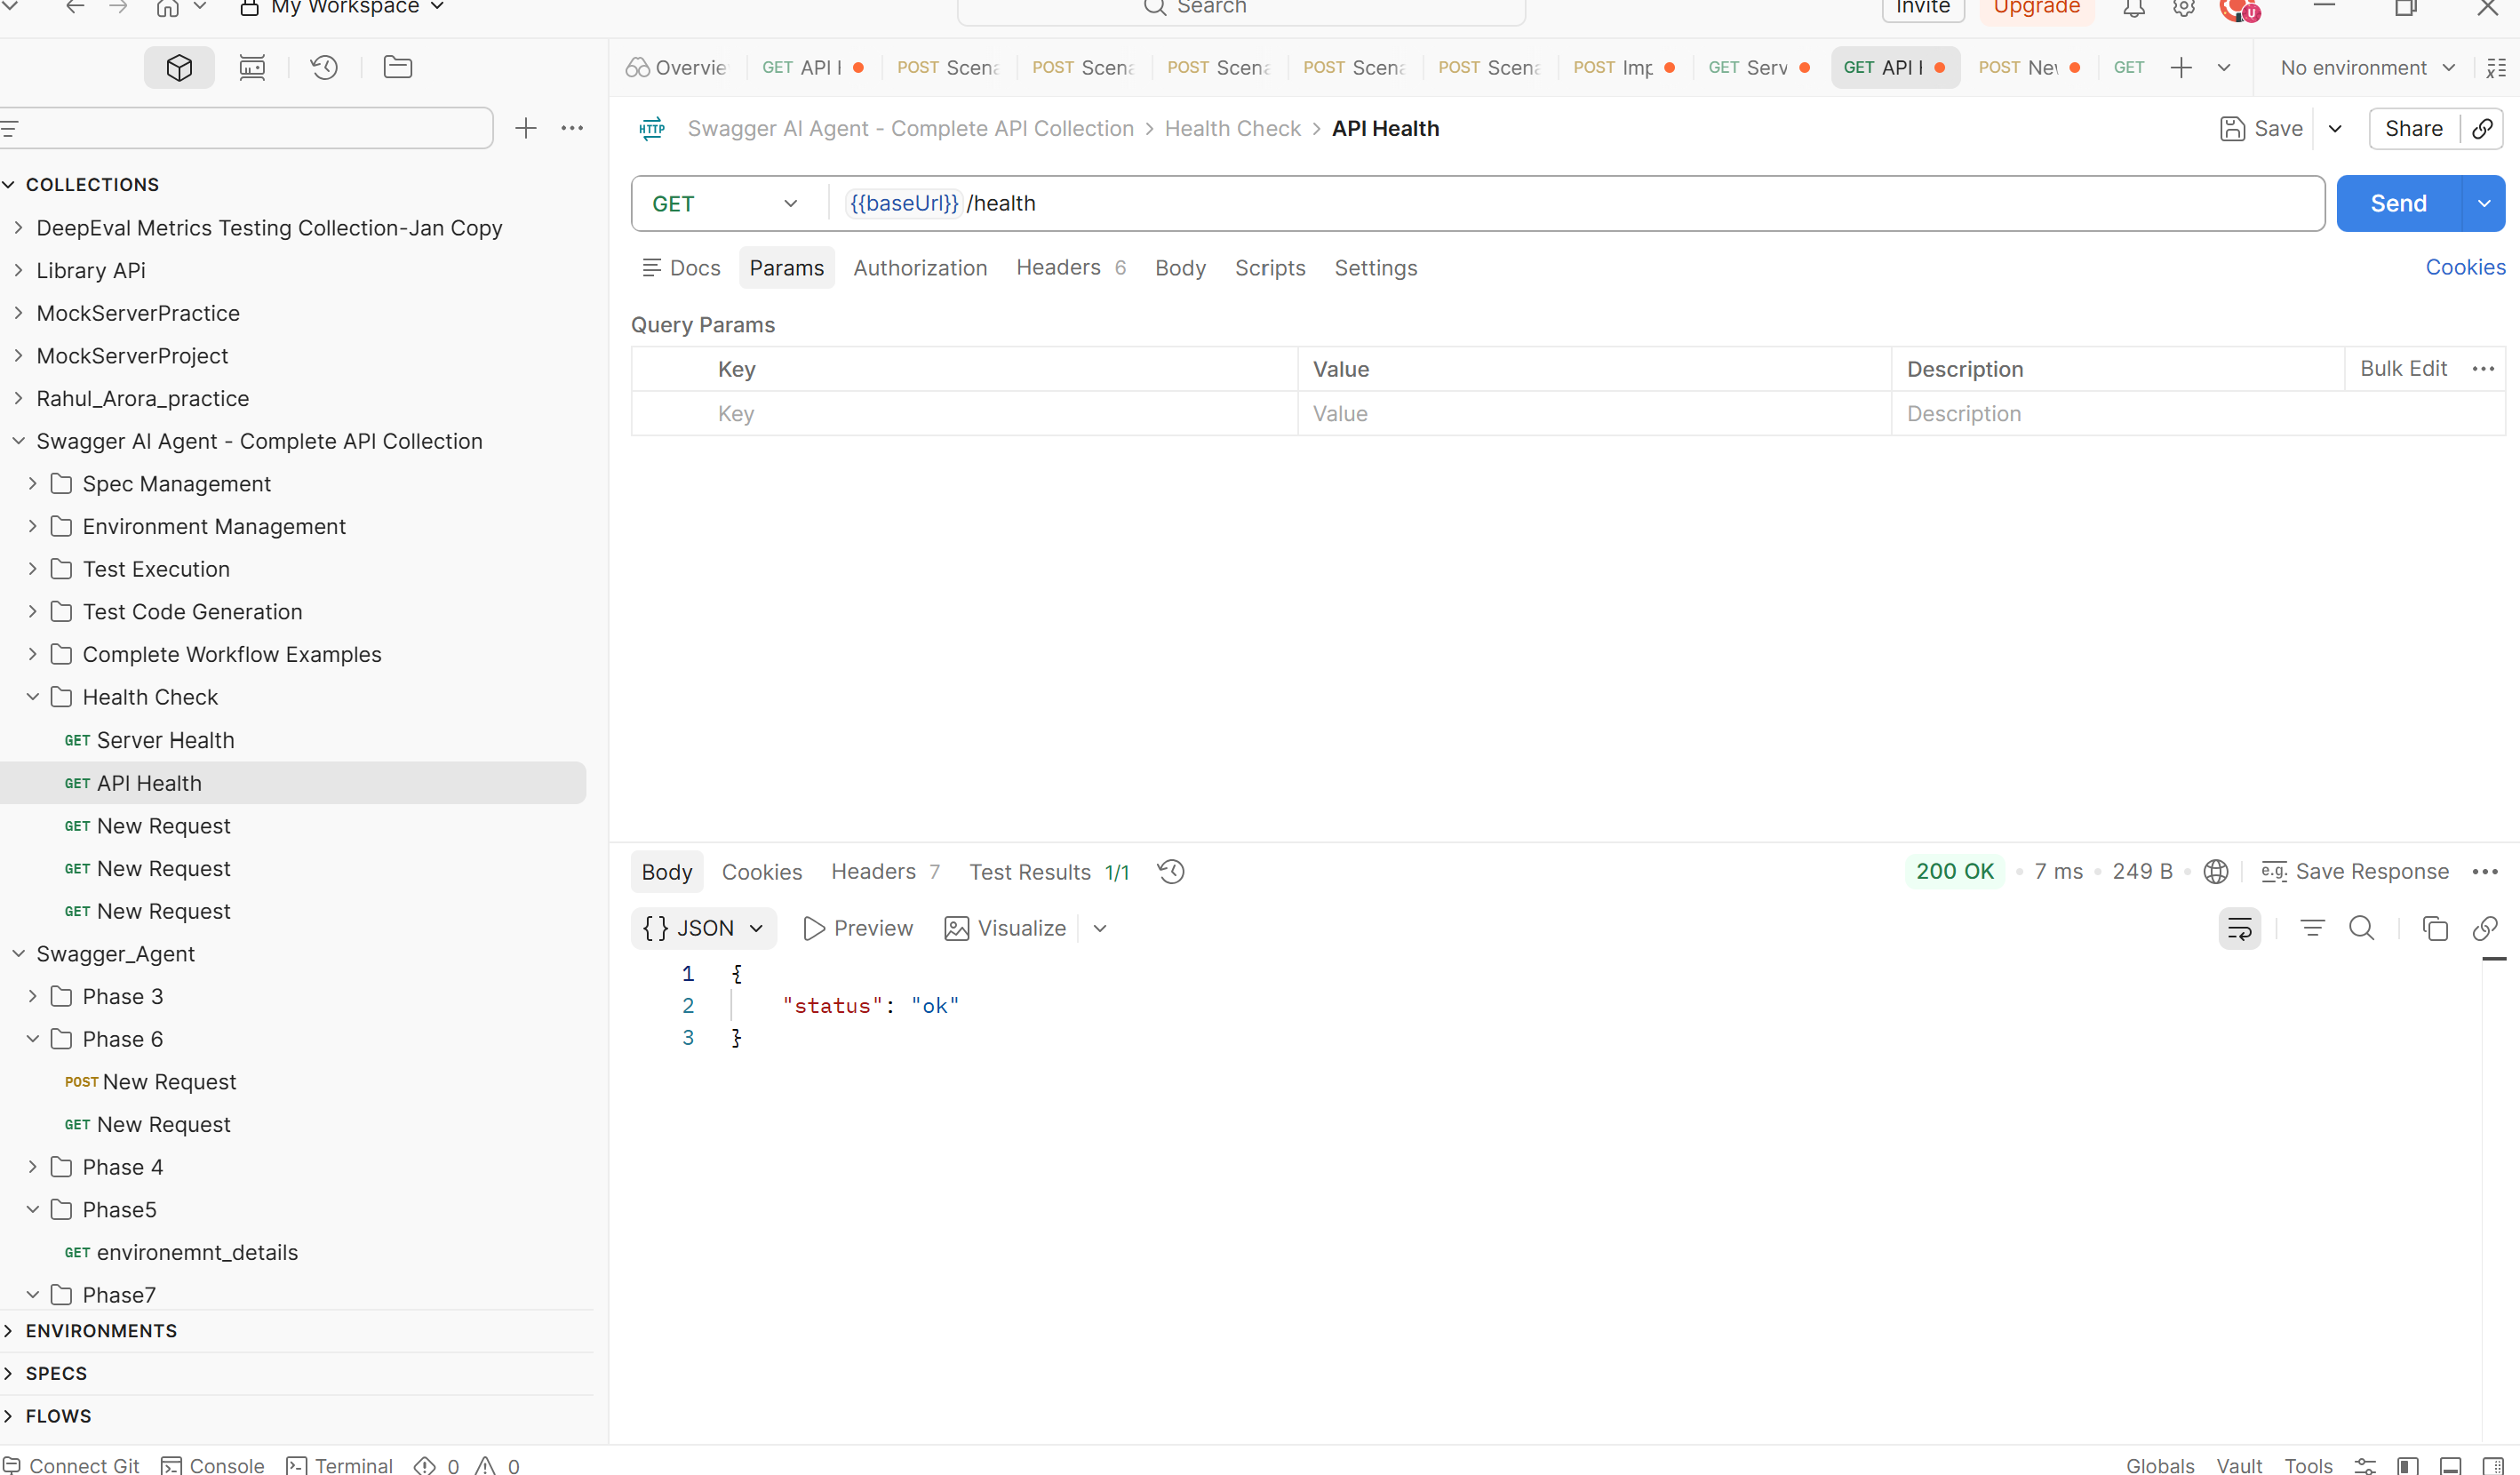 My Workspace
Search
Invite
Upgrade
U
Overvie
GET API
POST Scena
POST Scena
POST Scena
POST Scena
POST Scena
POST Imp
GET Serv
GET API
POST Nev
GET
No environment
HTTP
Swagger AI Agent - Complete API Collection > Health Check > API Health
Save
Share
COLLECTIONS
DeepEval Metrics Testing Collection-Jan Copy
Library APi
MockServerPractice
MockServerProject
Rahul_Arora_practice
Swagger AI Agent - Complete API Collection
Spec Management
Environment Management
Test Execution
Test Code Generation
Complete Workflow Examples
Health Check
GET Server Health
GET API Health
GET New Request
GET New Request
GET New Request
Swagger_Agent
Phase 3
Phase 6
POST New Request
GET New Request
Phase 4
Phase5
GET environemnt_details
Phase7
ENVIRONMENTS
SPECS
FLOWS
GET {{baseUrl}} /health
Send
Docs Params Authorization Headers 6 Body Scripts Settings
Cookies
Query Params
Key Value Description Bulk Edit
Key Value Description
Body Cookies Headers 7 Test Results 1/1
200 OK • 7 ms • 249 B
e.g. Save Response
{ } JSON Preview Visualize
1 {
2 "status": "ok"
3 }
Connect Git Console Terminal 0 0
Globals Vault Tools